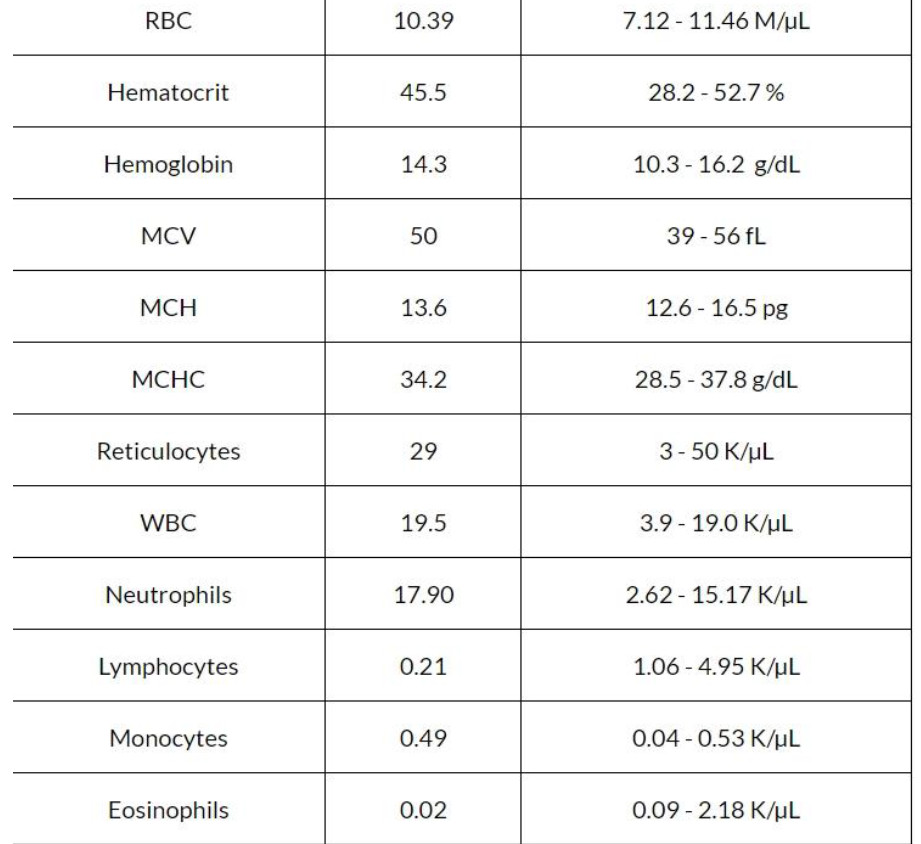 RBC 10.39 7.12 - 11.46 M/µL
Hematocrit 45.5 28.2 - 52.7 %
Hemoglobin 14.3 10.3 - 16.2 g/dL
MCV 50 39 - 56 fL
MCH 13.6 12.6 - 16.5 pg
MCHC 34.2 28.5 - 37.8 g/dL
Reticulocytes 29 3 - 50 K/µL
WBC 19.5 3.9 - 19.0 K/µL
Neutrophils 17.90 2.62 - 15.17 K/µL
Lymphocytes 0.21 1.06 - 4.95 K/µL
Monocytes 0.49 0.04 - 0.53 K/µL
Eosinophils 0.02 0.09 - 2.18 K/µL